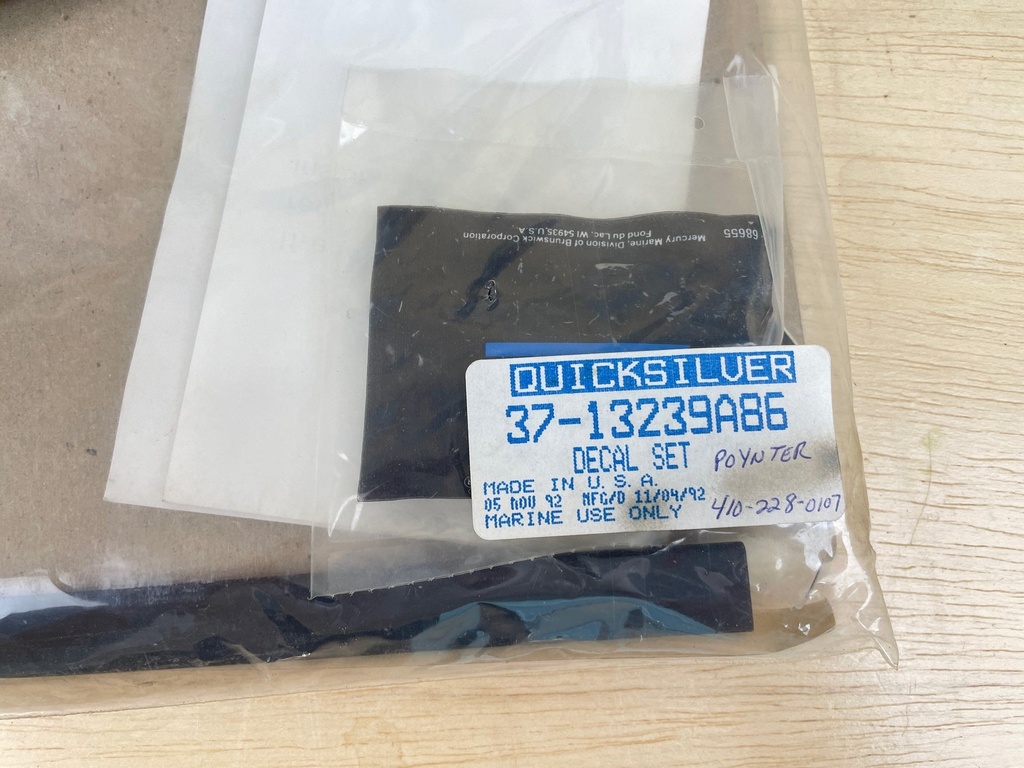 68655
Mercury Marine, Division of Brunswick Corporation
Fond du Lac, WI 54935, U.S.A.
QUICKSILVER
37-13239A86
DECAL SET POYNTER
MADE IN U.S.A.
05 NOV 92 MFG/D 11/04/92
MARINE USE ONLY 410-228-0107